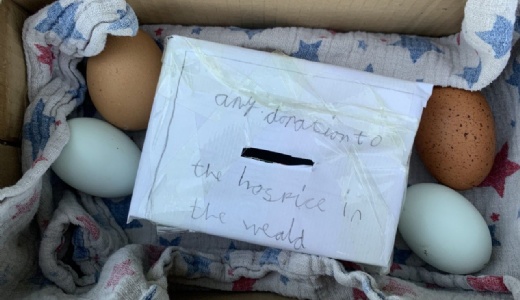 any donation to
the hospice in
the weald